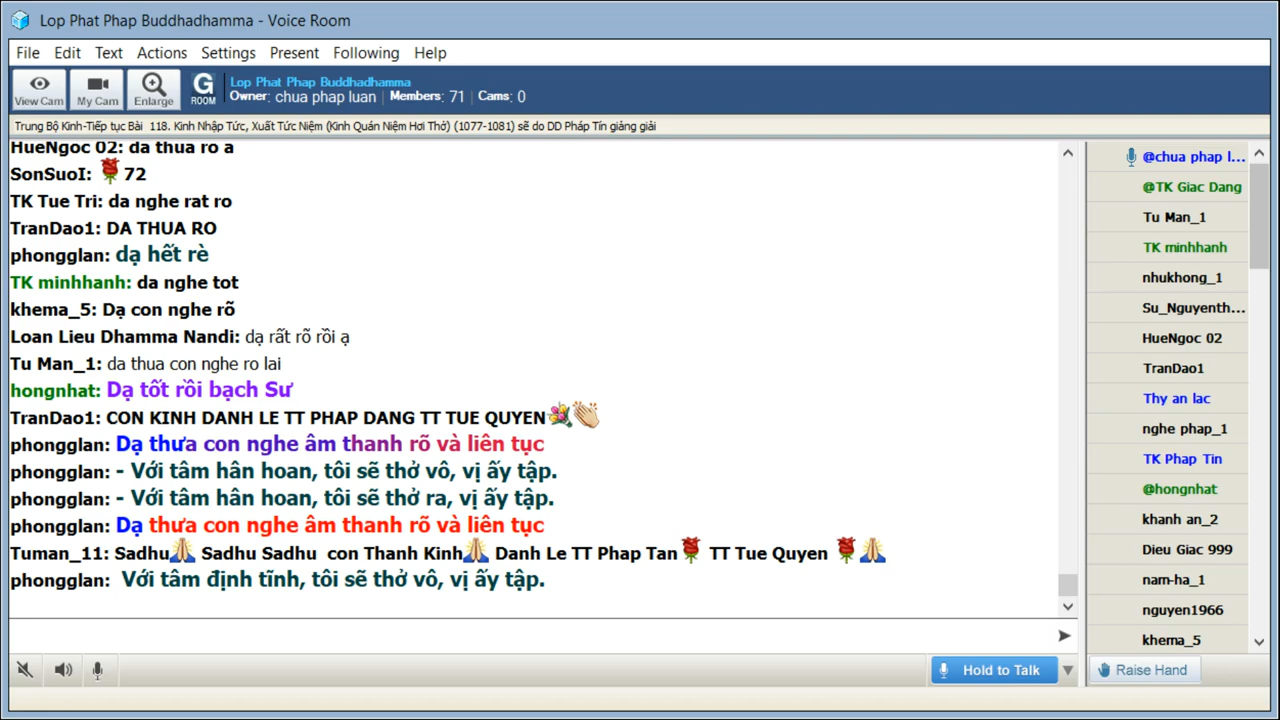 Lop Phat Phap Buddhadhamma - Voice Room
File Edit Text Actions Settings Present Following Help
View Cam
My Cam
Enlarge
G ROOM
Lop Phat Phap Buddhadhamma
Owner: chua phap luan | Members: 71 | Cams: 0
Trung Bộ Kinh-Tiếp tục Bài 118. Kinh Nhập Tức, Xuất Tức Niệm (Kinh Quán Niệm Hơi Thở) (1077-1081) sẽ do DD Pháp Tín giảng giải
HueNgoc 02: da thua ro a
SonSuoI: 🌹72
TK Tue Tri: da nghe rat ro
TranDao1: DA THUA RO
phongglan: dạ hết rè
TK minhhanh: da nghe tot
khema_5: Dạ con nghe rõ
Loan Lieu Dhamma Nandi: dạ rất rõ rồi ạ
Tu Man_1: da thua con nghe ro lai
hongnhat: Dạ tốt rồi bạch Sư
TranDao1: CON KINH DANH LE TT PHAP DANG TT TUE QUYEN💐👏
phongglan: Dạ thưa con nghe âm thanh rõ và liên tục
phongglan: - Với tâm hân hoan, tôi sẽ thở vô, vị ấy tập.
phongglan: - Với tâm hân hoan, tôi sẽ thở ra, vị ấy tập.
phongglan: Dạ thưa con nghe âm thanh rõ và liên tục
Tuman_11: Sadhu🙏 Sadhu Sadhu con Thanh Kinh🙏 Danh Le TT Phap Tan🌹 TT Tue Quyen 🌹🙏
phongglan: Với tâm định tĩnh, tôi sẽ thở vô, vị ấy tập.
@chua phap l...
@TK Giac Dang
Tu Man_1
TK minhhanh
nhukhong_1
Su_Nguyenth...
HueNgoc 02
TranDao1
Thy an lac
nghe phap_1
TK Phap Tin
@hongnhat
khanh an_2
Dieu Giac 999
nam-ha_1
nguyen1966
khema_5
Hold to Talk
Raise Hand